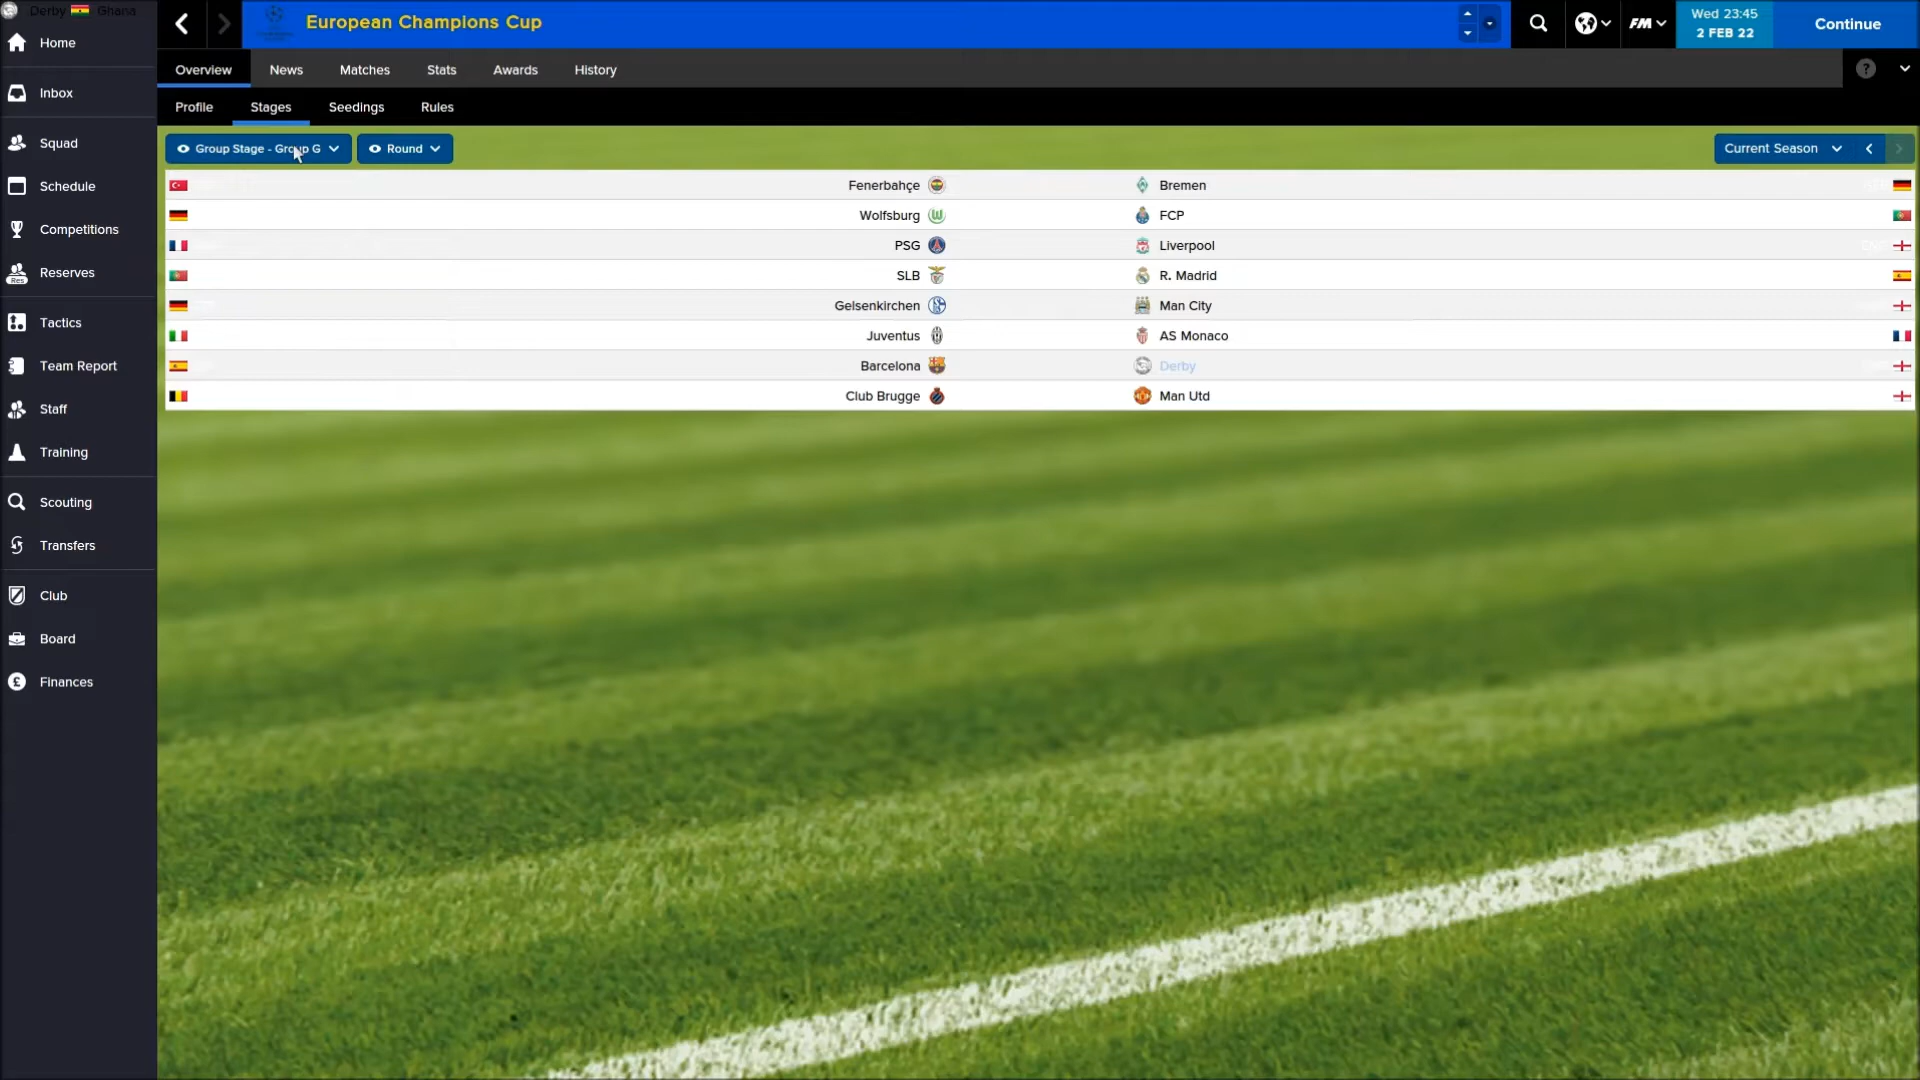 Derby Ghana
European Champions Cup
FM
Wed 23:45
2 FEB 22
Continue
Home
Inbox
Squad
Schedule
Competitions
Reserves
Res
Tactics
Team Report
Staff
Training
Scouting
Transfers
Club
Board
Finances
Overview News Matches Stats Awards History
?
Profile Stages Seedings Rules
Group Stage - Group G Round Current Season
Fenerbahçe Bremen
Wolfsburg FCP
PSG Liverpool
SLB R. Madrid
Gelsenkirchen Man City
Juventus AS Monaco
Barcelona Derby
Club Brugge Man Utd